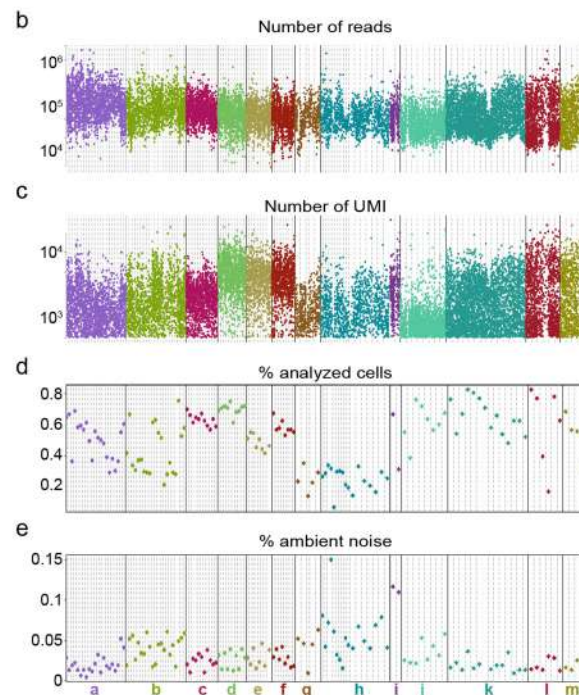 b
Number of reads
10⁶
10⁵
10⁴
c
Number of UMI
10⁴
10³
d
% analyzed cells
0.8
0.6
0.4
0.2
e
% ambient noise
0.15
0.1
0.05
0
a b c d e f g h i j k l m